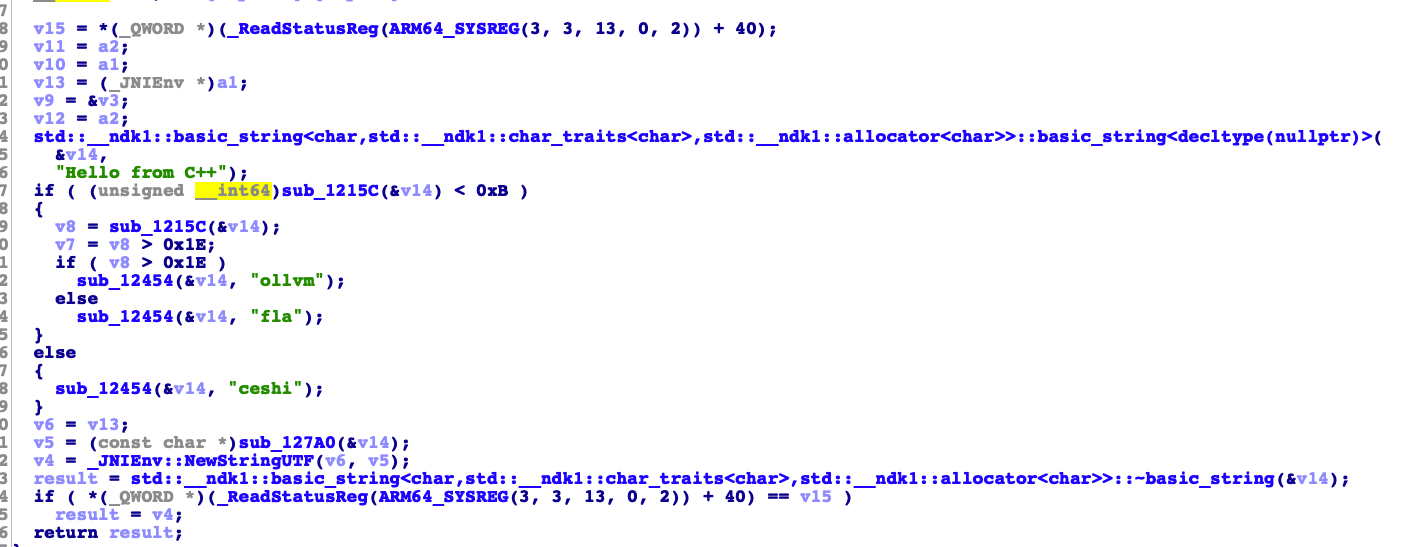 7
8 v15 = *(_QWORD *)(_ReadStatusReg(ARM64_SYSREG(3, 3, 13, 0, 2)) + 40);
9 v11 = a2;
0 v10 = a1;
1 v13 = (_JNIEnv *)a1;
2 v9 = &v3;
3 v12 = a2;
4 std::__ndk1::basic_string<char,std::__ndk1::char_traits<char>,std::__ndk1::allocator<char>>::basic_string<decltype(nullptr)>(
5 &v14,
6 "Hello from C++");
7 if ( (unsigned __int64)sub_1215C(&v14) < 0xB )
8 {
9 v8 = sub_1215C(&v14);
0 v7 = v8 > 0x1E;
1 if ( v8 > 0x1E )
2 sub_12454(&v14, "ollvm");
3 else
4 sub_12454(&v14, "fla");
5 }
6 else
7 {
8 sub_12454(&v14, "ceshi");
9 }
0 v6 = v13;
1 v5 = (const char *)sub_127A0(&v14);
2 v4 = _JNIEnv::NewStringUTF(v6, v5);
3 result = std::__ndk1::basic_string<char,std::__ndk1::char_traits<char>,std::__ndk1::allocator<char>>::~basic_string(&v14);
4 if ( *(_QWORD *)(_ReadStatusReg(ARM64_SYSREG(3, 3, 13, 0, 2)) + 40) == v15 )
5 result = v4;
6 return result;